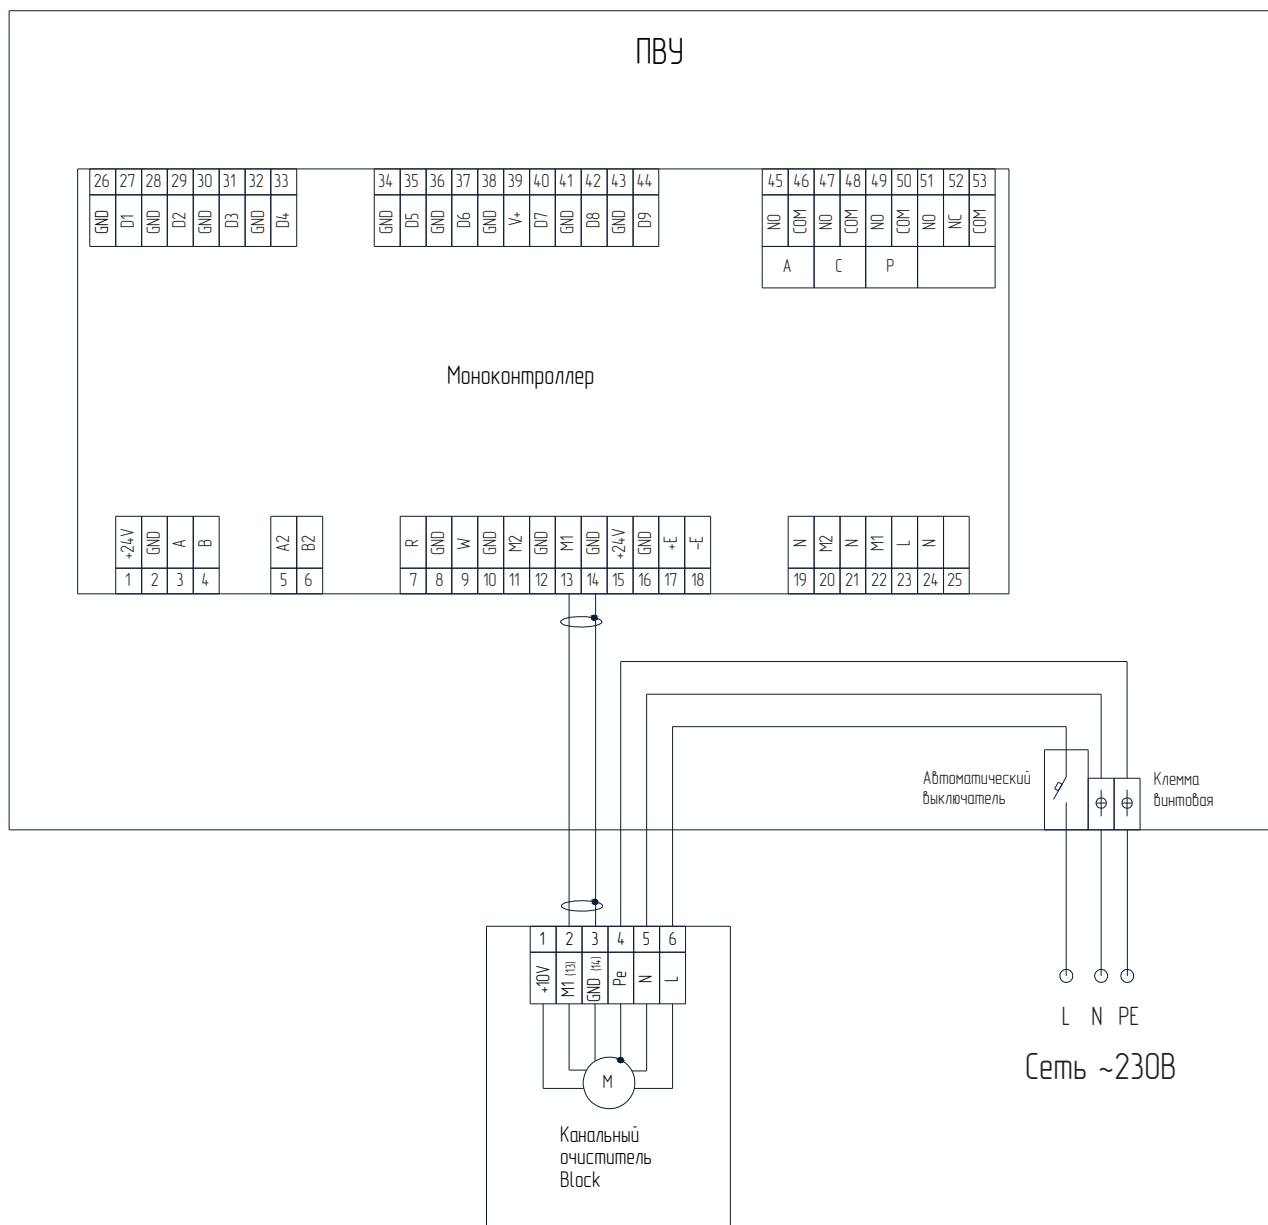 ПВУ
26 27 28 29 30 31 32 33
GND D1 GND D2 GND D3 GND D4
34 35 36 37 38 39 40 41 42 43 44
GND D5 GND D6 GND V+ D7 GND D8 GND D9
45 46 47 48 49 50 51 52 53
NO COM NO COM NO COM NO NC COM
A C P
Моноконтроллер
+24V GND A B
1 2 3 4
A2 B2
5 6
R GND W GND M2 GND M1 GND +24V GND +E -E
7 8 9 10 11 12 13 14 15 16 17 18
N M2 N M1 L N
19 20 21 22 23 24 25
Автоматический
выключатель
Клемма
винтовая
1 2 3 4 5 6
+10V M1 (13) GND (14) Pe N L
M
Канальный
очиститель
Block
L N PE
Сеть ~230В